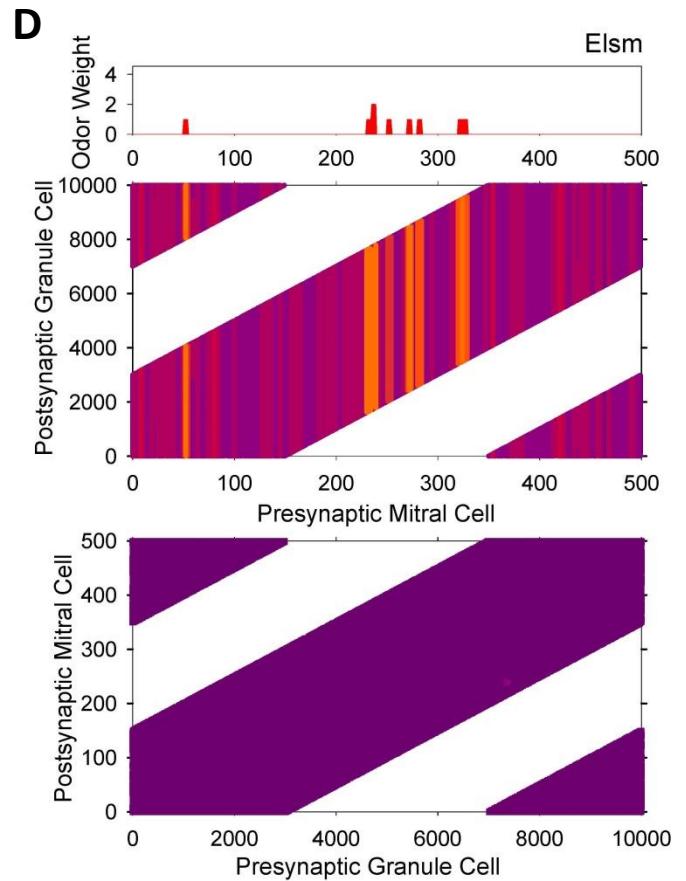 D
Elsm
Odor Weight
4
2
0
0 100 200 300 400 500
Postsynaptic Granule Cell
10000
8000
6000
4000
2000
0
0 100 200 300 400 500
Presynaptic Mitral Cell
Postsynaptic Mitral Cell
500
400
300
200
100
0
0 2000 4000 6000 8000 10000
Presynaptic Granule Cell